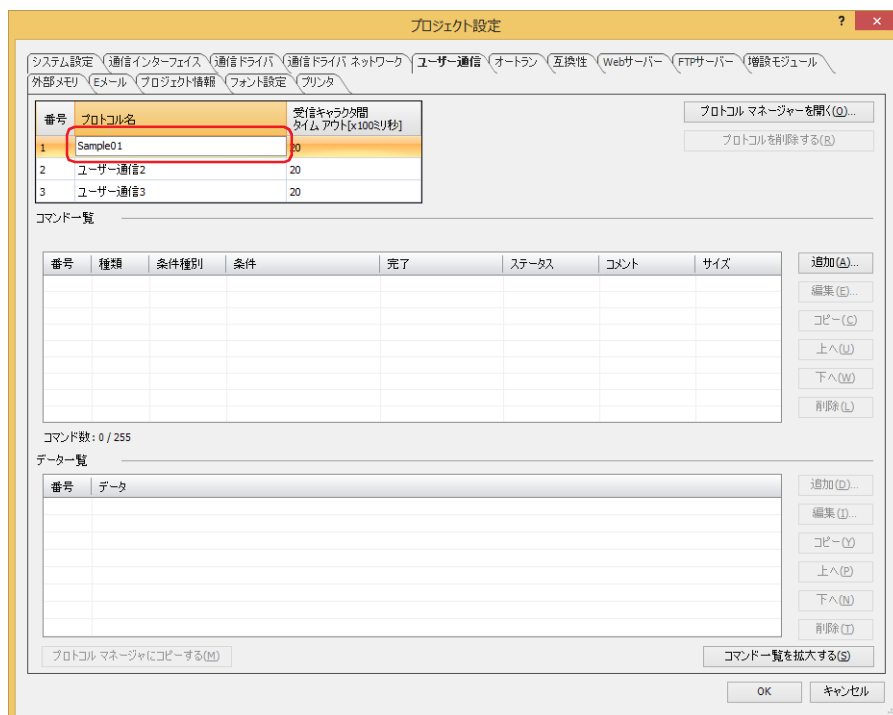 プロジェクト設定
? ×
システム設定 通信インターフェイス 通信ドライバ 通信ドライバ ネットワーク ユーザー通信 オートラン 互換性 Webサーバー FTPサーバー 増設モジュール
外部メモリ Eメール プロジェクト情報 フォント設定 プリンタ
番号 プロトコル名 受信キャラクタ間
タイム アウト[x100ミリ秒]
1 Sample01 20
2 ユーザー通信2 20
3 ユーザー通信3 20
プロトコル マネージャーを開く(O)...
プロトコルを削除する(R)
コマンド一覧
番号 種類 条件種別 条件 完了 ステータス コメント サイズ
追加(A)...
編集(E)...
コピー(C)
上へ(U)
下へ(W)
削除(L)
コマンド数: 0 / 255
データ一覧
番号 データ
追加(D)...
編集(I)...
コピー(Y)
上へ(P)
下へ(N)
削除(T)
プロトコル マネージャにコピーする(M)
コマンド一覧を拡大する(S)
OK キャンセル